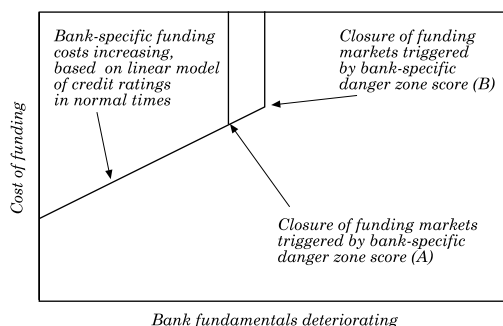 Bank-specific funding
costs increasing,
based on linear model
of credit ratings
in normal times
Closure of funding
markets triggered
by bank-specific
danger zone score (B)
Cost of funding
Closure of funding markets
triggered by bank-specific
danger zone score (A)
Bank fundamentals deteriorating